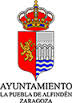 AYUNTAMIENTO
LA PUEBLA DE ALFINDÉN
ZARAGOZA